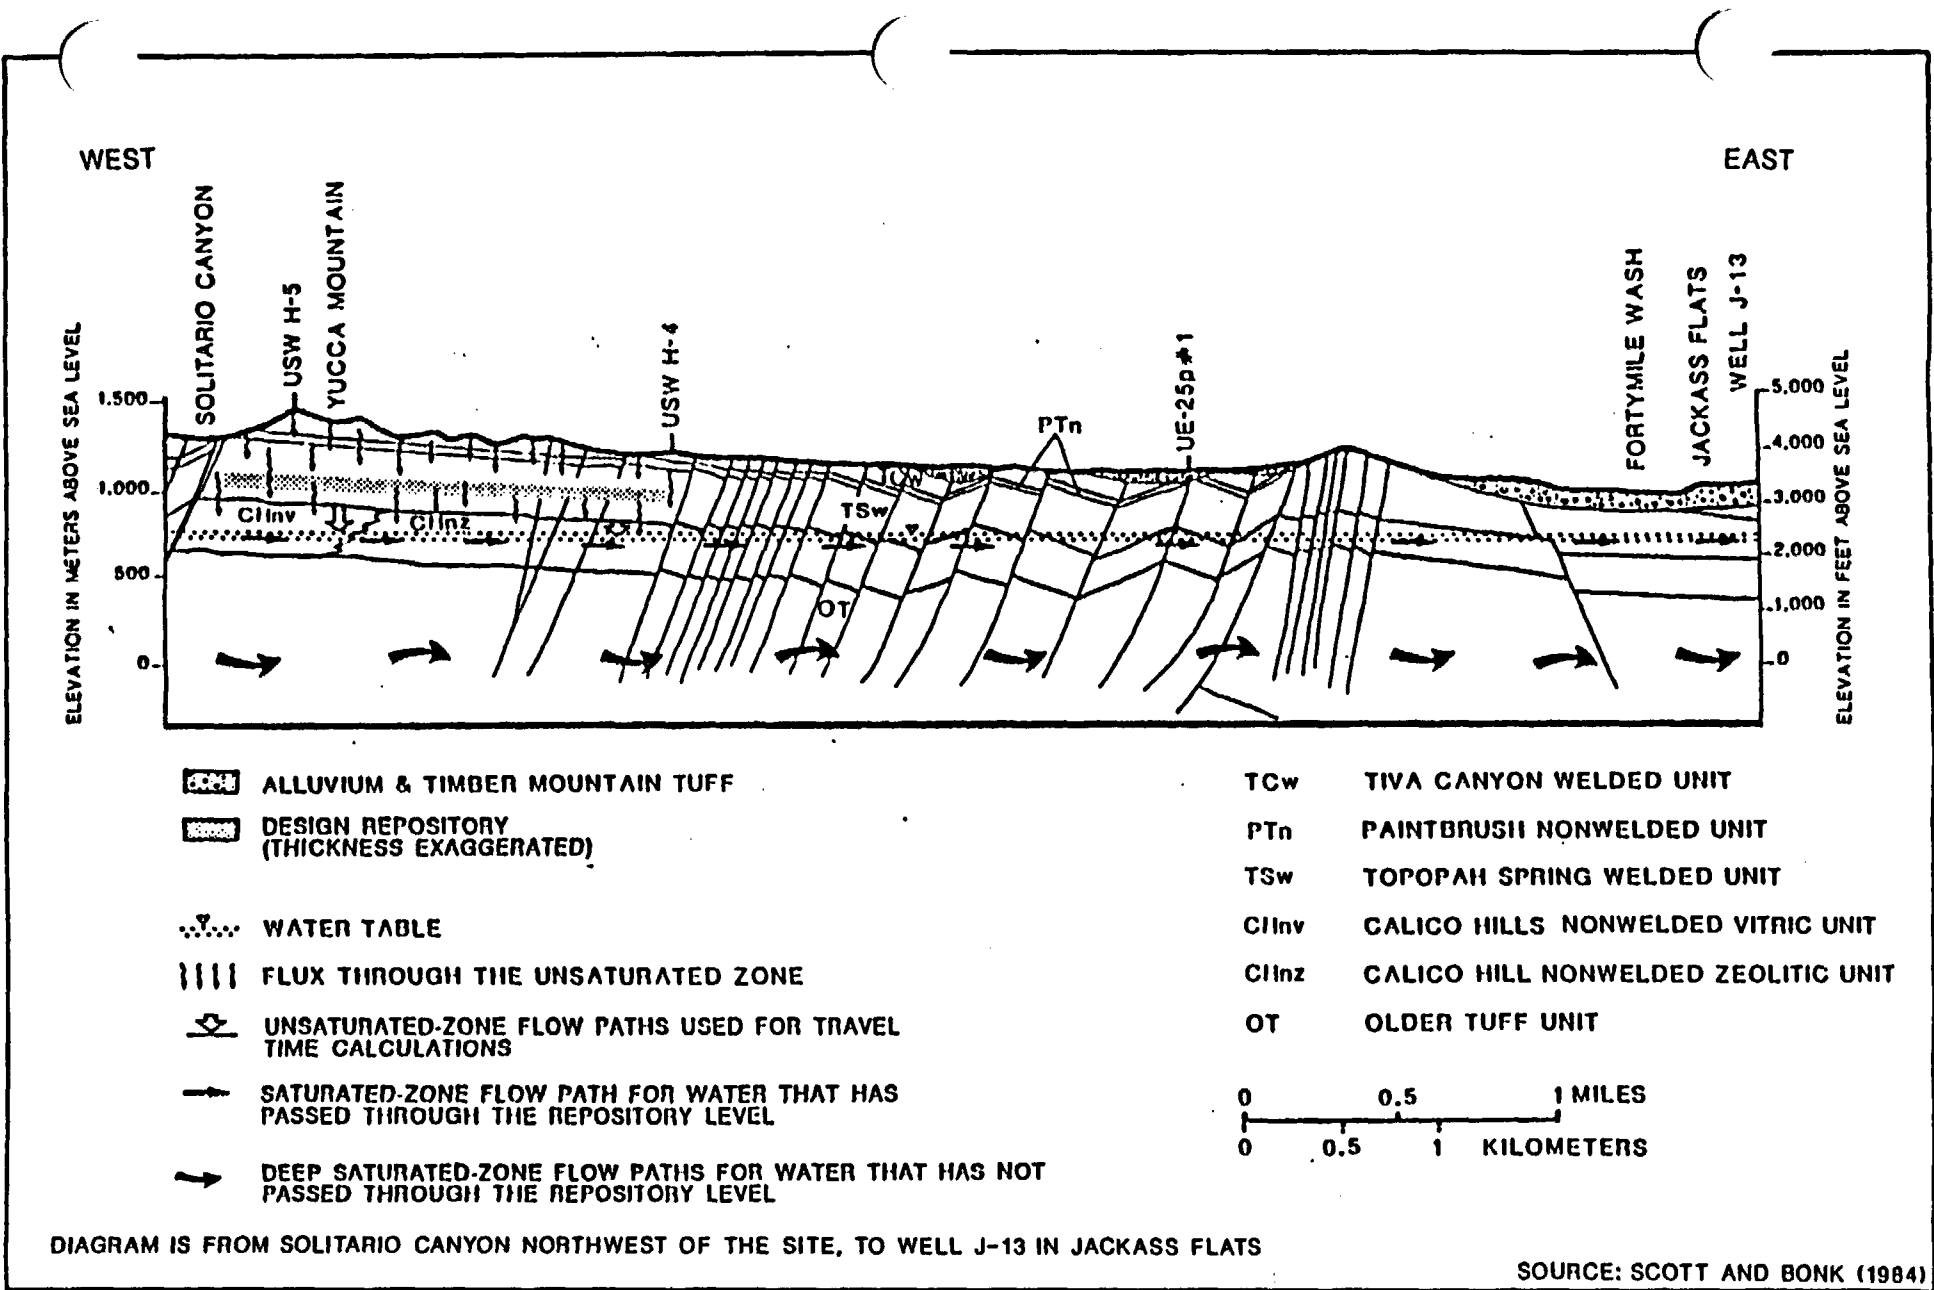 WEST
EAST
SOLITARIO CANYON
USW H-5
YUCCA MOUNTAIN
USW H-4
UE-25p#1
FORTYMILE WASH
JACKASS FLATS
WELL J-13
ELEVATION IN METERS ABOVE SEA LEVEL
1.500
1.000
500
0
5,000
4,000
3,000
2,000
1,000
0
ELEVATION IN FEET ABOVE SEA LEVEL
PTn
TCw
TSw
CHnv
CHnz
OT
ALLUVIUM & TIMBER MOUNTAIN TUFF
DESIGN REPOSITORY
(THICKNESS EXAGGERATED)
WATER TABLE
FLUX THROUGH THE UNSATURATED ZONE
UNSATURATED-ZONE FLOW PATHS USED FOR TRAVEL
TIME CALCULATIONS
SATURATED-ZONE FLOW PATH FOR WATER THAT HAS
PASSED THROUGH THE REPOSITORY LEVEL
DEEP SATURATED-ZONE FLOW PATHS FOR WATER THAT HAS NOT
PASSED THROUGH THE REPOSITORY LEVEL
TCw TIVA CANYON WELDED UNIT
PTn PAINTBRUSH NONWELDED UNIT
TSw TOPOPAH SPRING WELDED UNIT
CHnv CALICO HILLS NONWELDED VITRIC UNIT
CHnz CALICO HILL NONWELDED ZEOLITIC UNIT
OT OLDER TUFF UNIT
0 0.5 1 MILES
0 0.5 1 KILOMETERS
DIAGRAM IS FROM SOLITARIO CANYON NORTHWEST OF THE SITE, TO WELL J-13 IN JACKASS FLATS
SOURCE: SCOTT AND BONK (1984)